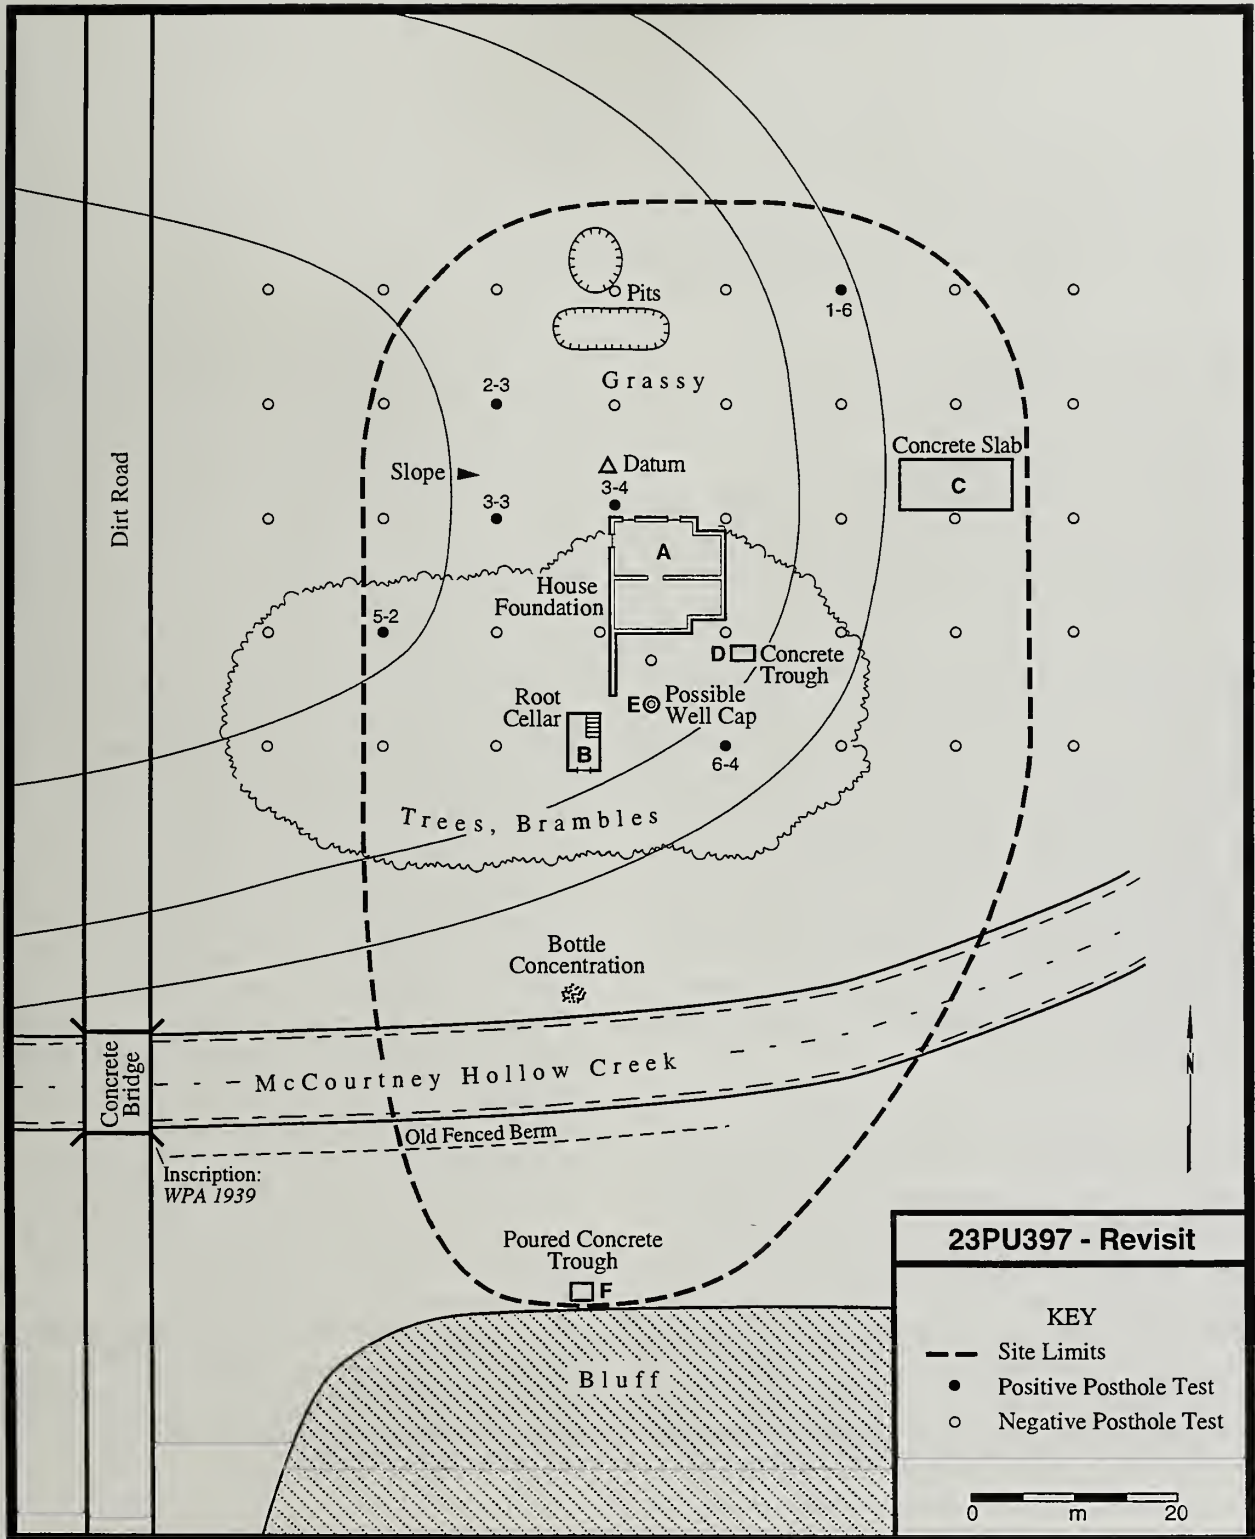 Pits
1-6
2-3
Grassy
Concrete Slab
C
Slope
Datum
3-4
3-3
A
House
Foundation
5-2
D
Concrete
Trough
Root
Cellar
E
Possible
Well Cap
B
6-4
Trees, Brambles
Dirt Road
Bottle
Concentration
McCourtney Hollow Creek
Concrete
Bridge
Old Fenced Berm
Inscription:
WPA 1939
N
Poured Concrete
Trough
F
Bluff
23PU397 - Revisit
KEY
Site Limits
Positive Posthole Test
Negative Posthole Test
0 m 20